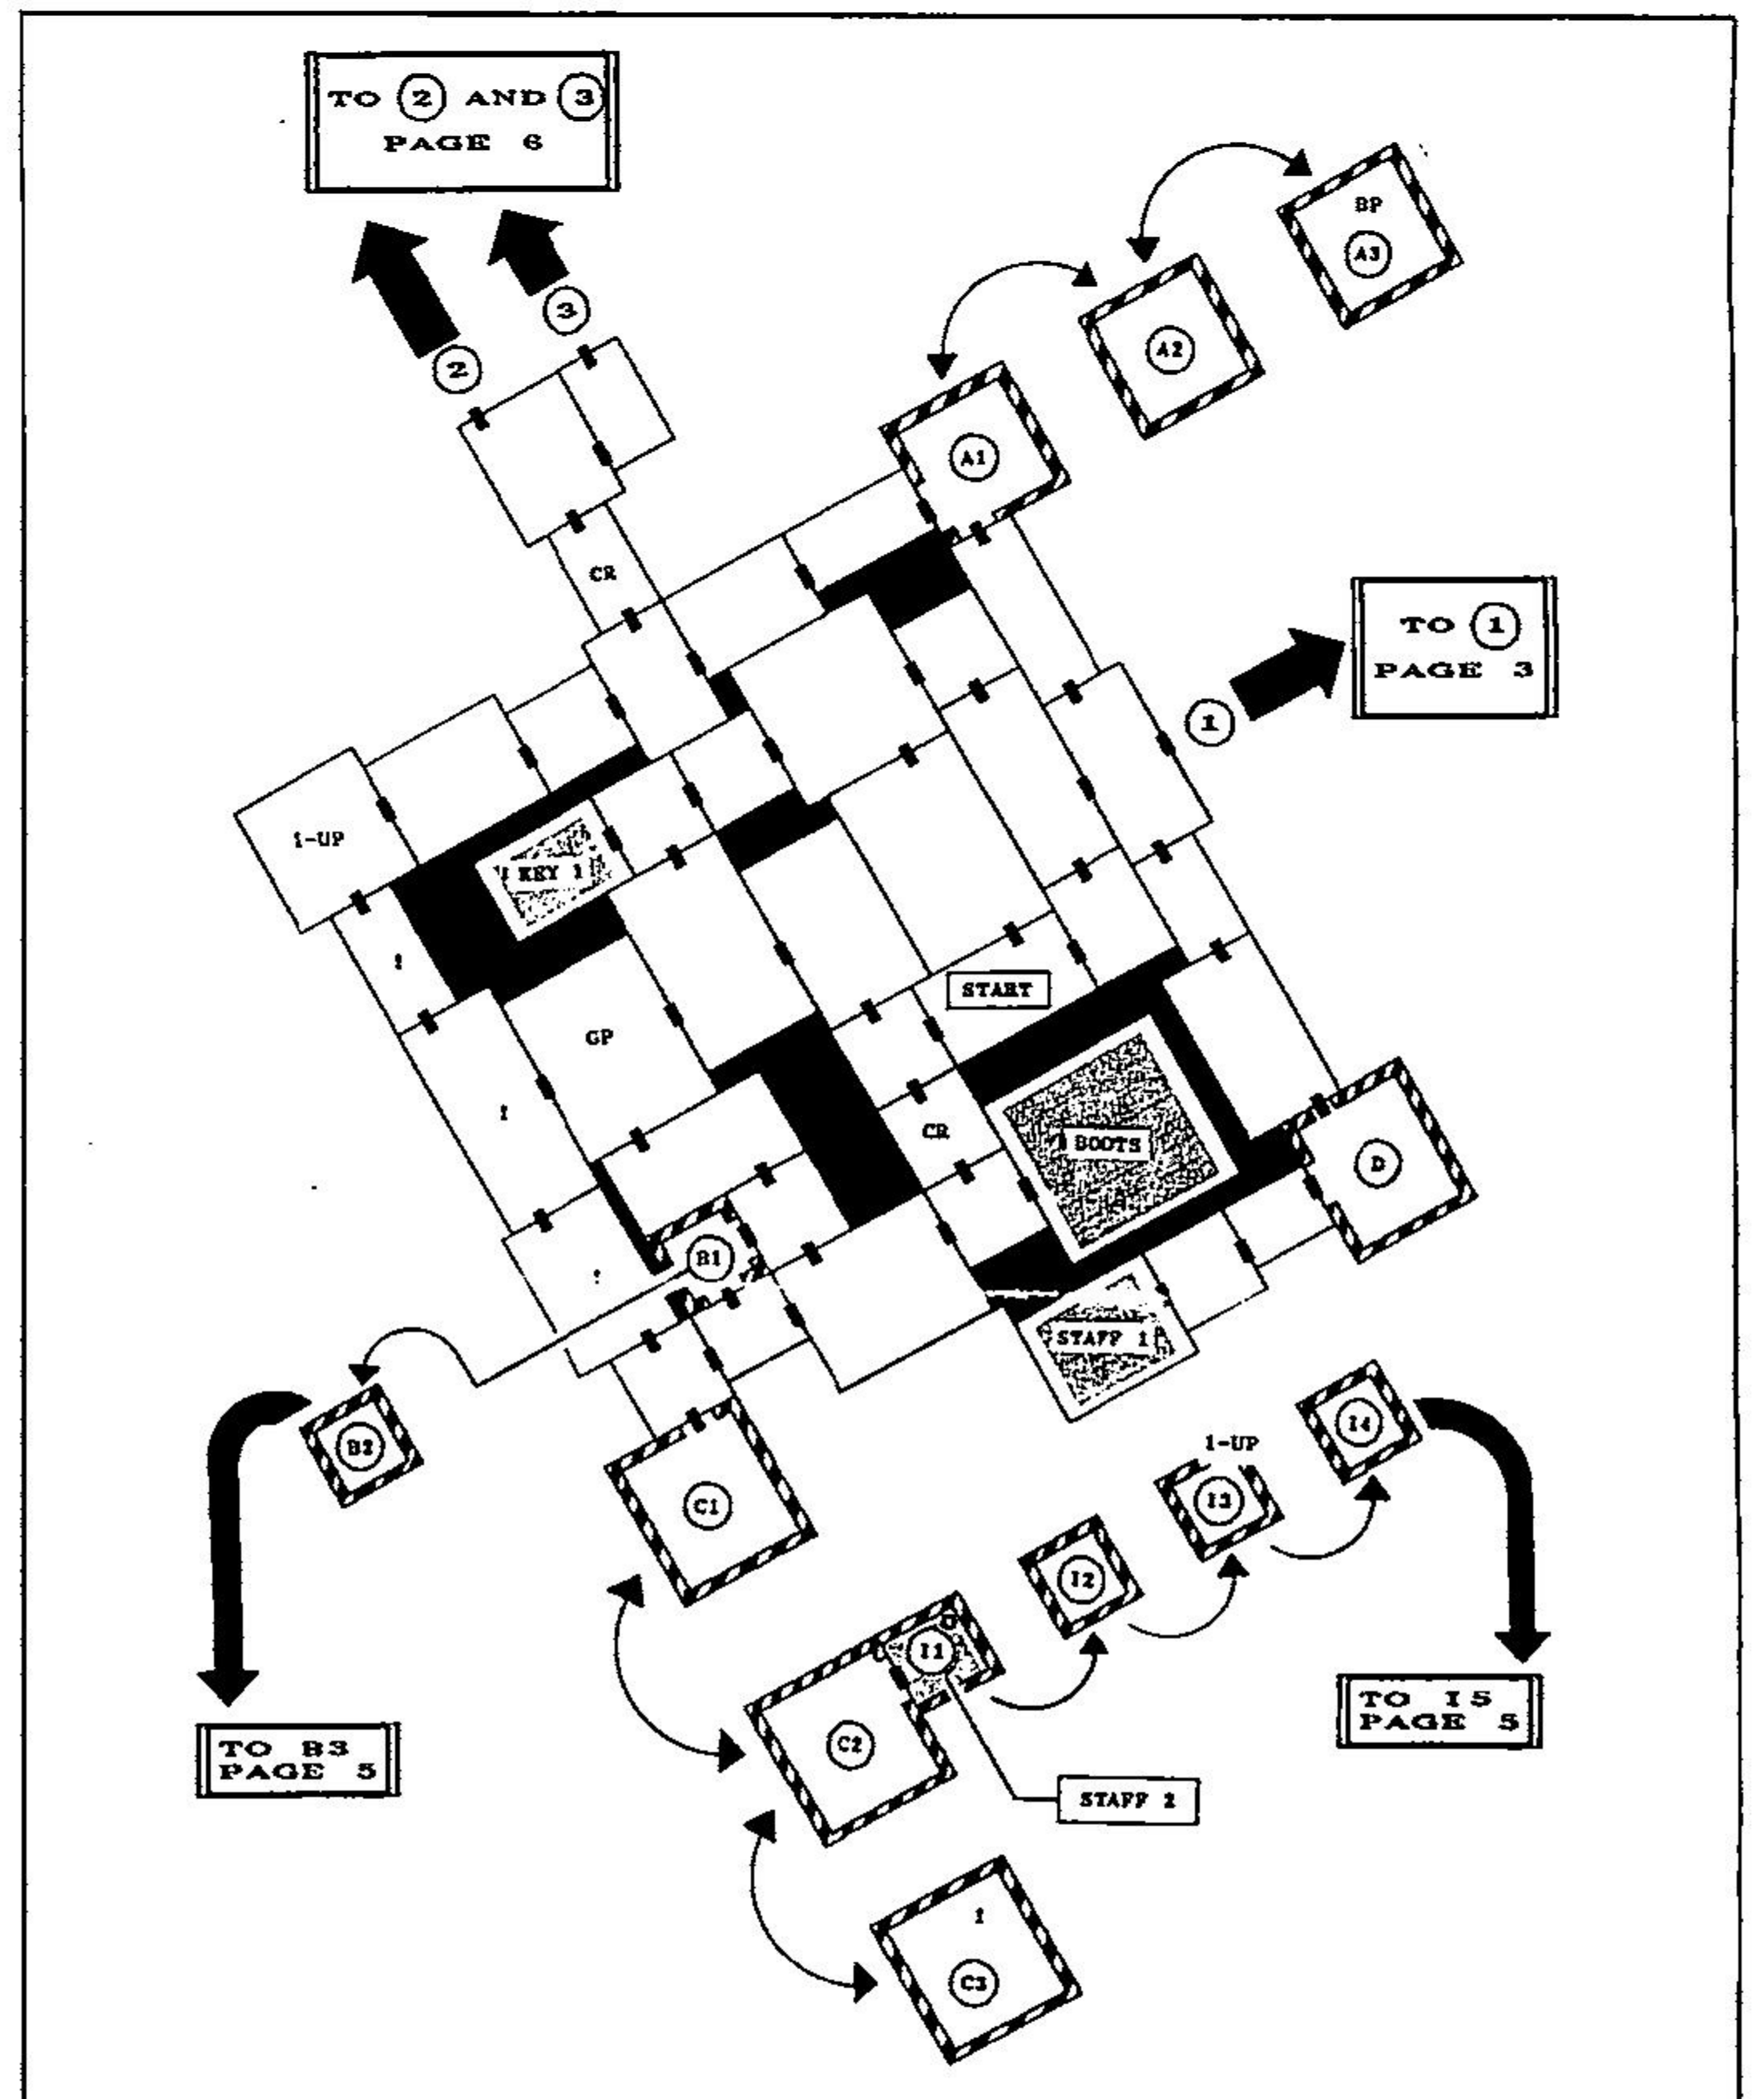 TO 2 AND 3
PAGE 6
BP
A3
3
2
A2
A1
CR
TO 1
PAGE 3
1
1-UP
KEY 1
!
START
GP
!
CR
BOOTS
D
B1
!
STAFF 1
I4
B2
1-UP
I3
C1
I2
I1
TO I5
PAGE 5
C2
TO B3
PAGE 5
STAFF 2
!
C3